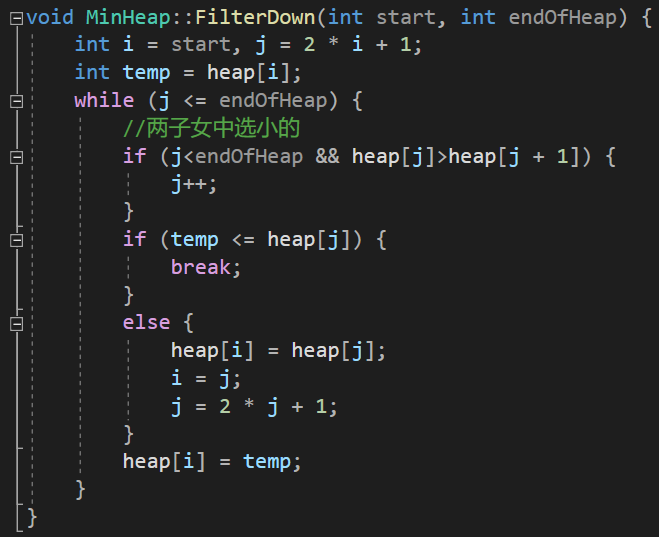 void MinHeap::FilterDown(int start, int endOfHeap) {
    int i = start, j = 2 * i + 1;
    int temp = heap[i];
    while (j <= endOfHeap) {
        //两子女中选小的
        if (j<endOfHeap && heap[j]>heap[j + 1]) {
            j++;
        }
        if (temp <= heap[j]) {
            break;
        }
        else {
            heap[i] = heap[j];
            i = j;
            j = 2 * j + 1;
        }
        heap[i] = temp;
    }
}